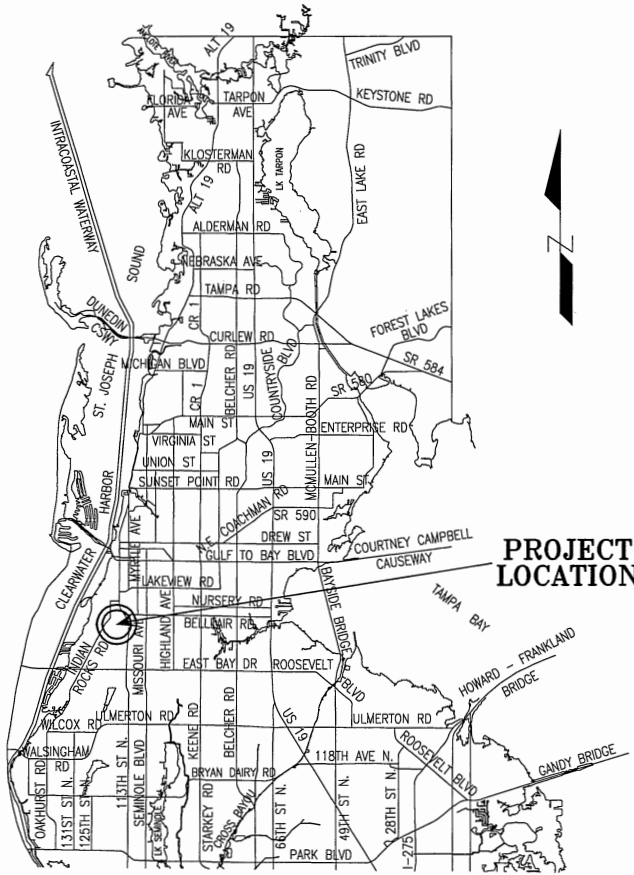 ALT 19
TRINITY BLVD
KEYSTONE RD
FLORIDA AVE
TARPON AVE
INTRACOASTAL WATERWAY
KLOSTERMAN RD
LK TARPON
EAST LAKE RD
ALT 19
ALDERMAN RD
SOUND
NEBRASKA AVE
TAMPA RD
N
DUNEDIN CSWY
CR 1
CURLEW RD
FOREST LAKES BLVD
SR 584
MICHIGAN BLVD
ST. JOSEPH
BELCHER RD
US 19
COUNTRYSIDE BLVD
SR 580
CR 1
MCMULLEN-BOOTH RD
MAIN ST
ENTERPRISE RD
VIRGINIA ST
UNION ST
US 19
SUNSET POINT RD
MAIN ST
HARBOR
N.E. COACHMAN RD
SR 590
DREW ST
MYRTLE AVE
GULF TO BAY BLVD
COURTNEY CAMPBELL
CAUSEWAY
PROJECT
LOCATION
CLEARWATER
LAKEVIEW RD
HIGHLAND AVE
NURSERY RD
BAYSIDE BRIDGE
TAMPA BAY
BELLEAIR RD
MISSOURI AVE
INDIAN ROCKS RD
EAST BAY DR
ROOSEVELT BLVD
HOWARD - FRANKLAND
BRIDGE
WILCOX RD
ULMERTON RD
US 19
ULMERTON RD
WALSINGHAM RD
KEENE RD
BELCHER RD
118TH AVE N.
ROOSEVELT BLVD
GANDY BRIDGE
BRYAN DAIRY RD
OAKHURST RD
131ST ST N.
125TH ST N.
113TH ST N.
SEMINOLE BLVD
LK SEMINOLE
STARKEY RD
CROSS BAYOU
66TH ST N.
49TH ST N.
28TH ST N.
I-275
PARK BLVD